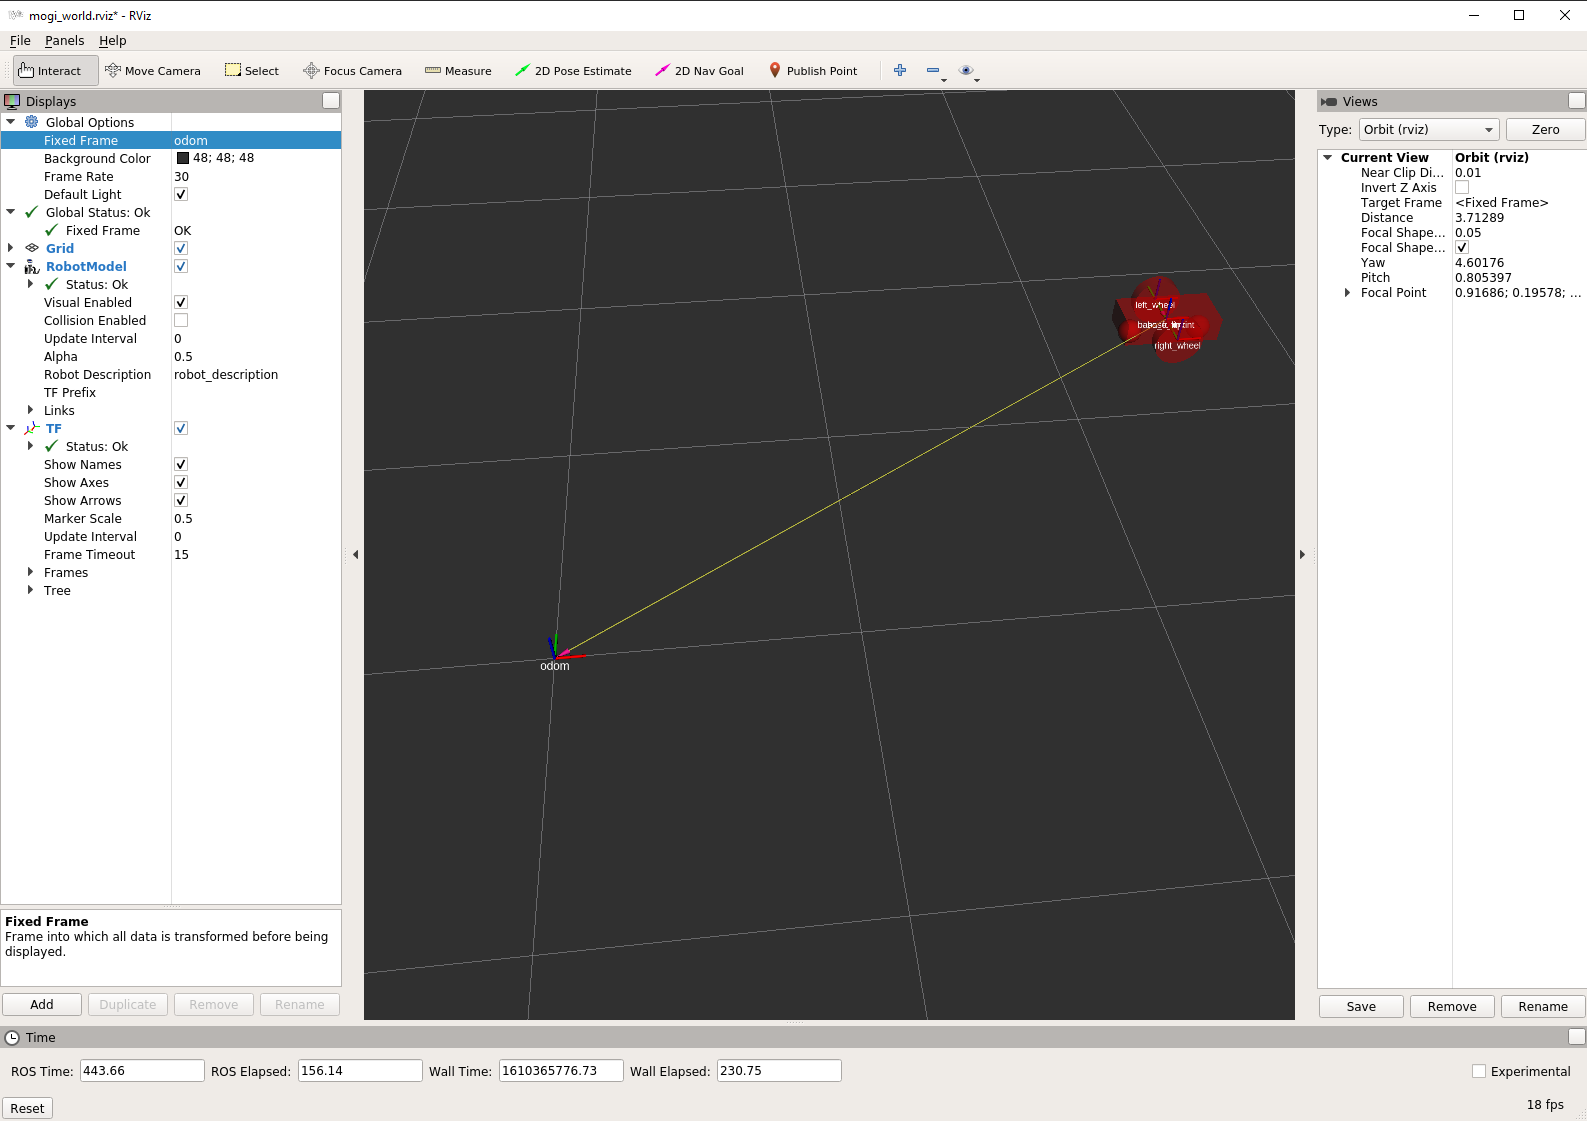 mogi_world.rviz* - RViz
File Panels Help
Interact Move Camera Select Focus Camera Measure 2D Pose Estimate 2D Nav Goal Publish Point
Displays
Global Options
Fixed Frame odom
Background Color 48; 48; 48
Frame Rate 30
Default Light
Global Status: Ok
Fixed Frame OK
Grid
RobotModel
Status: Ok
Visual Enabled
Collision Enabled
Update Interval 0
Alpha 0.5
Robot Description robot_description
TF Prefix
Links
TF
Status: Ok
Show Names
Show Axes
Show Arrows
Marker Scale 0.5
Update Interval 0
Frame Timeout 15
Frames
Tree
Fixed Frame
Frame into which all data is transformed before being
displayed.
Add Duplicate Remove Rename
left_wheel
right_wheel
odom
Views
Type: Orbit (rviz) Zero
Current View Orbit (rviz)
Near Clip Di... 0.01
Invert Z Axis
Target Frame <Fixed Frame>
Distance 3.71289
Focal Shape... 0.05
Focal Shape...
Yaw 4.60176
Pitch 0.805397
Focal Point 0.91686; 0.19578; ...
Save Remove Rename
Time
ROS Time: 443.66 ROS Elapsed: 156.14 Wall Time: 1610365776.73 Wall Elapsed: 230.75 Experimental
Reset 18 fps